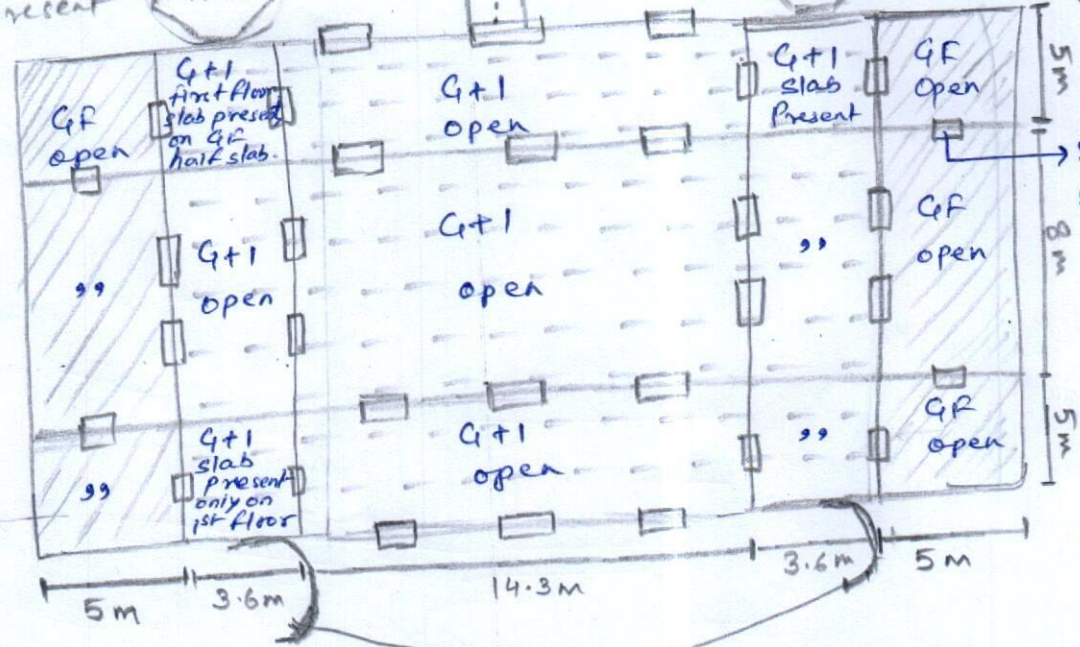 resent
GF
open
G+1
first floor
slab present
on GF
half slab.
G+1
open
G+1
slab
Present
GF
Open
5m
,,
G+1
open
G+1
open
,,
GF
open
8m
,,
G+1
slab
present
only on
1st floor
G+1
open
,,
GF
open
5m
5m
3.6m
14.3m
3.6m
5m